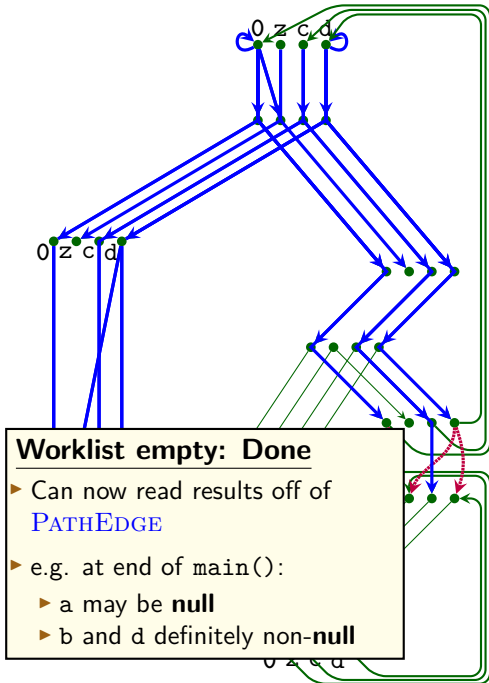 0 z c d
0 z c d
Worklist empty: Done
Can now read results off of
PATHEDGE
e.g. at end of main():
a may be null
b and d definitely non-null
0 z c d